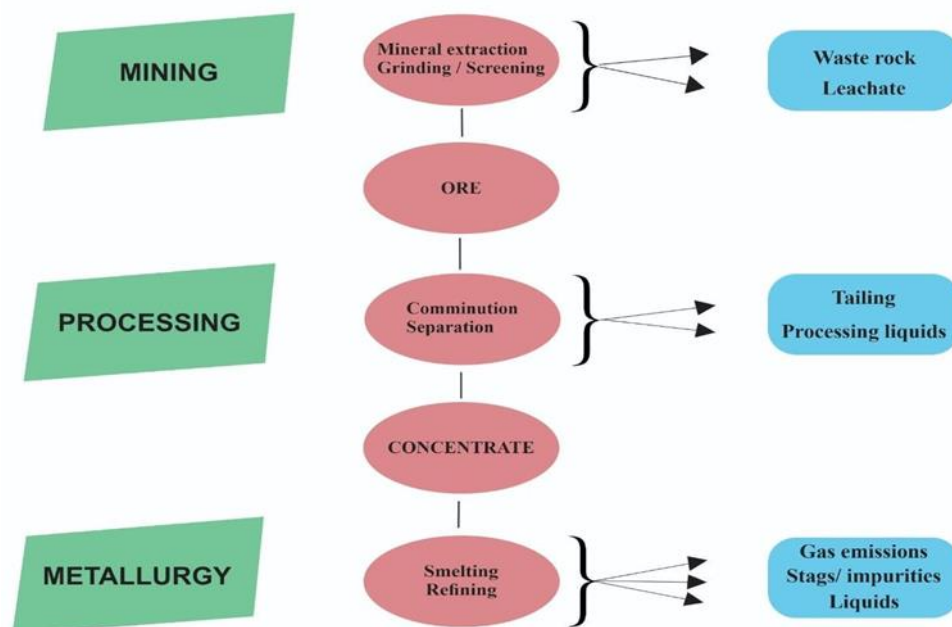 MINING
Mineral extraction
Grinding / Screening
Waste rock
Leachate
ORE
PROCESSING
Comminution
Separation
Tailing
Processing liquids
CONCENTRATE
METALLURGY
Smelting
Refining
Gas emissions
Stags/ impurities
Liquids